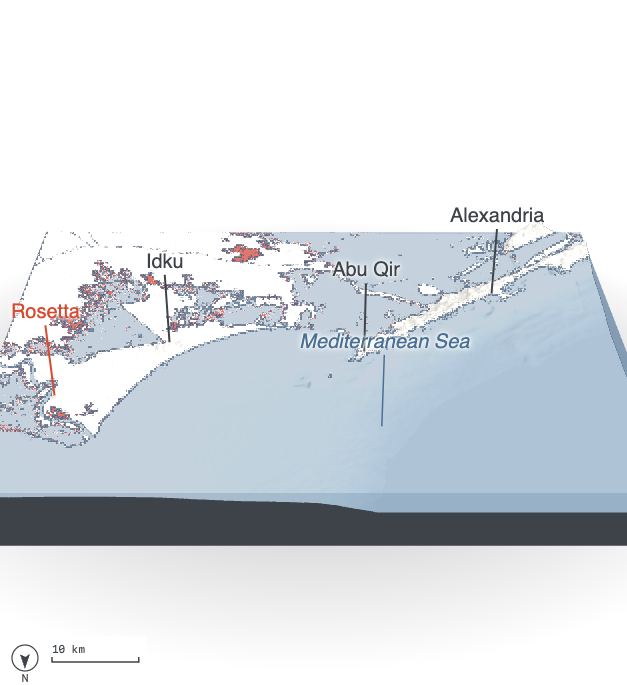 Alexandria
Idku
Abu Qir
Rosetta
Mediterranean Sea
10 km
N